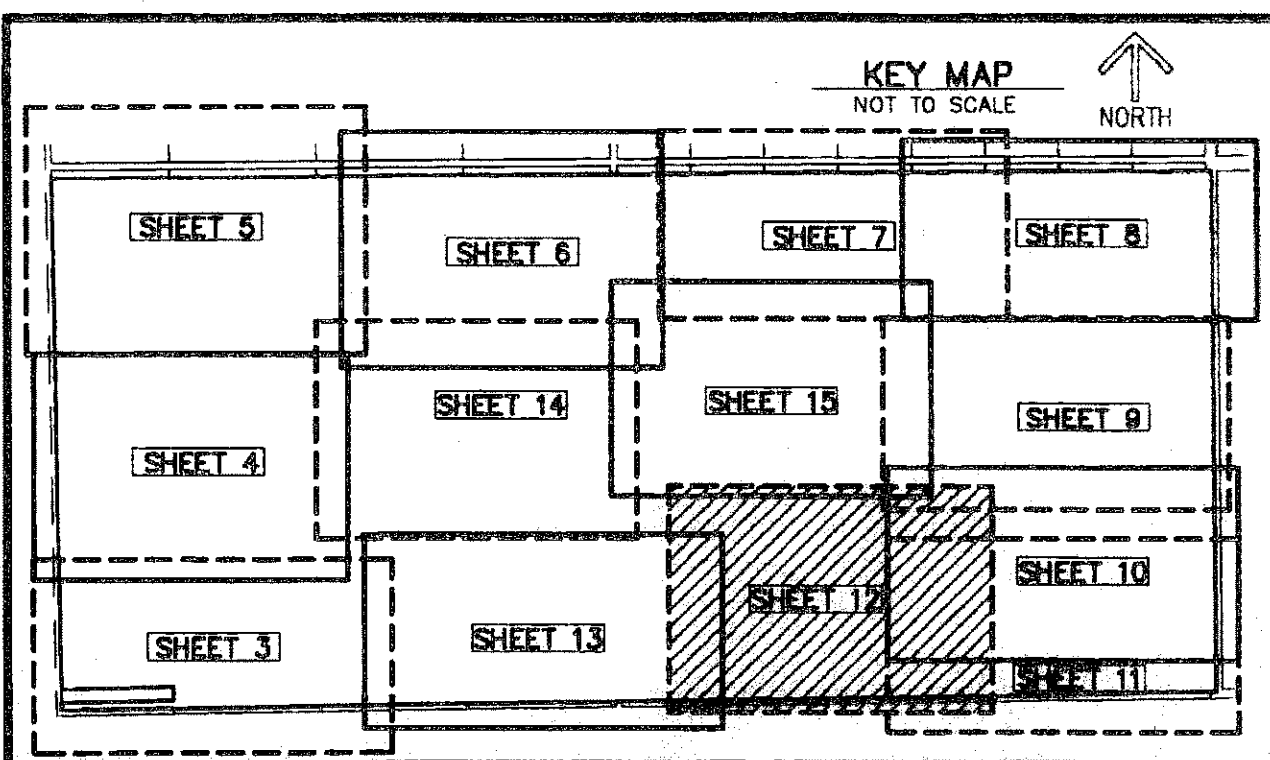 KEY MAP
NOT TO SCALE
NORTH
SHEET 5
SHEET 6
SHEET 7
SHEET 8
SHEET 14
SHEET 15
SHEET 9
SHEET 4
SHEET 12
SHEET 10
SHEET 3
SHEET 13
SHEET 11